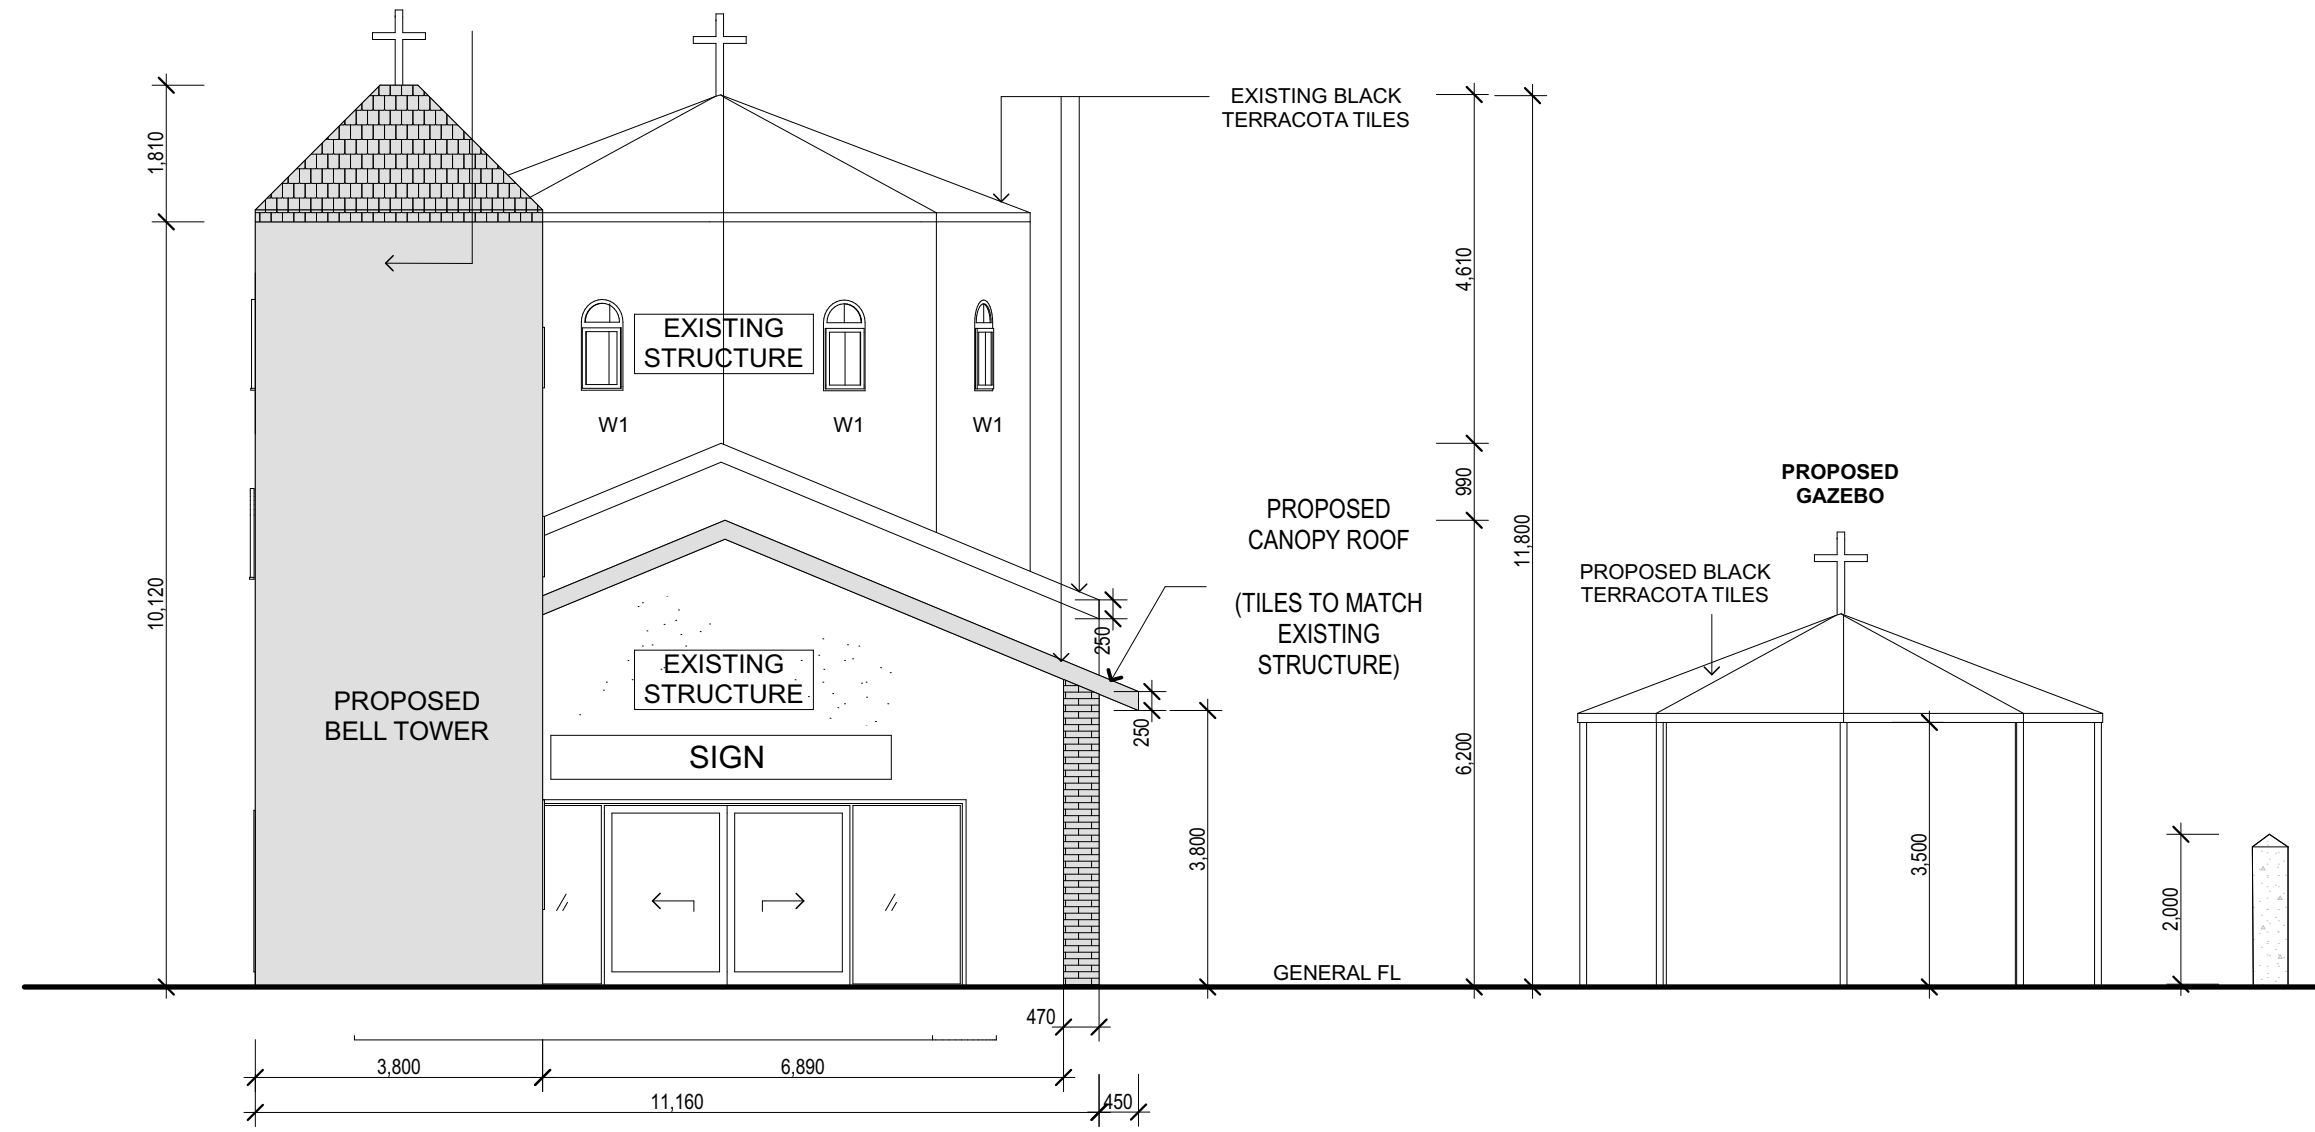 EXISTING BLACK
TERRACOTA TILES
1,810
4,610
EXISTING
STRUCTURE
W1
W1
W1
990
PROPOSED
GAZEBO
PROPOSED
CANOPY ROOF
11,800
PROPOSED BLACK
TERRACOTA TILES
10,120
(TILES TO MATCH
EXISTING
STRUCTURE)
250
EXISTING
STRUCTURE
PROPOSED
BELL TOWER
250
SIGN
6,200
3,800
3,500
2,000
GENERAL FL
470
3,800
6,890
11,160
450